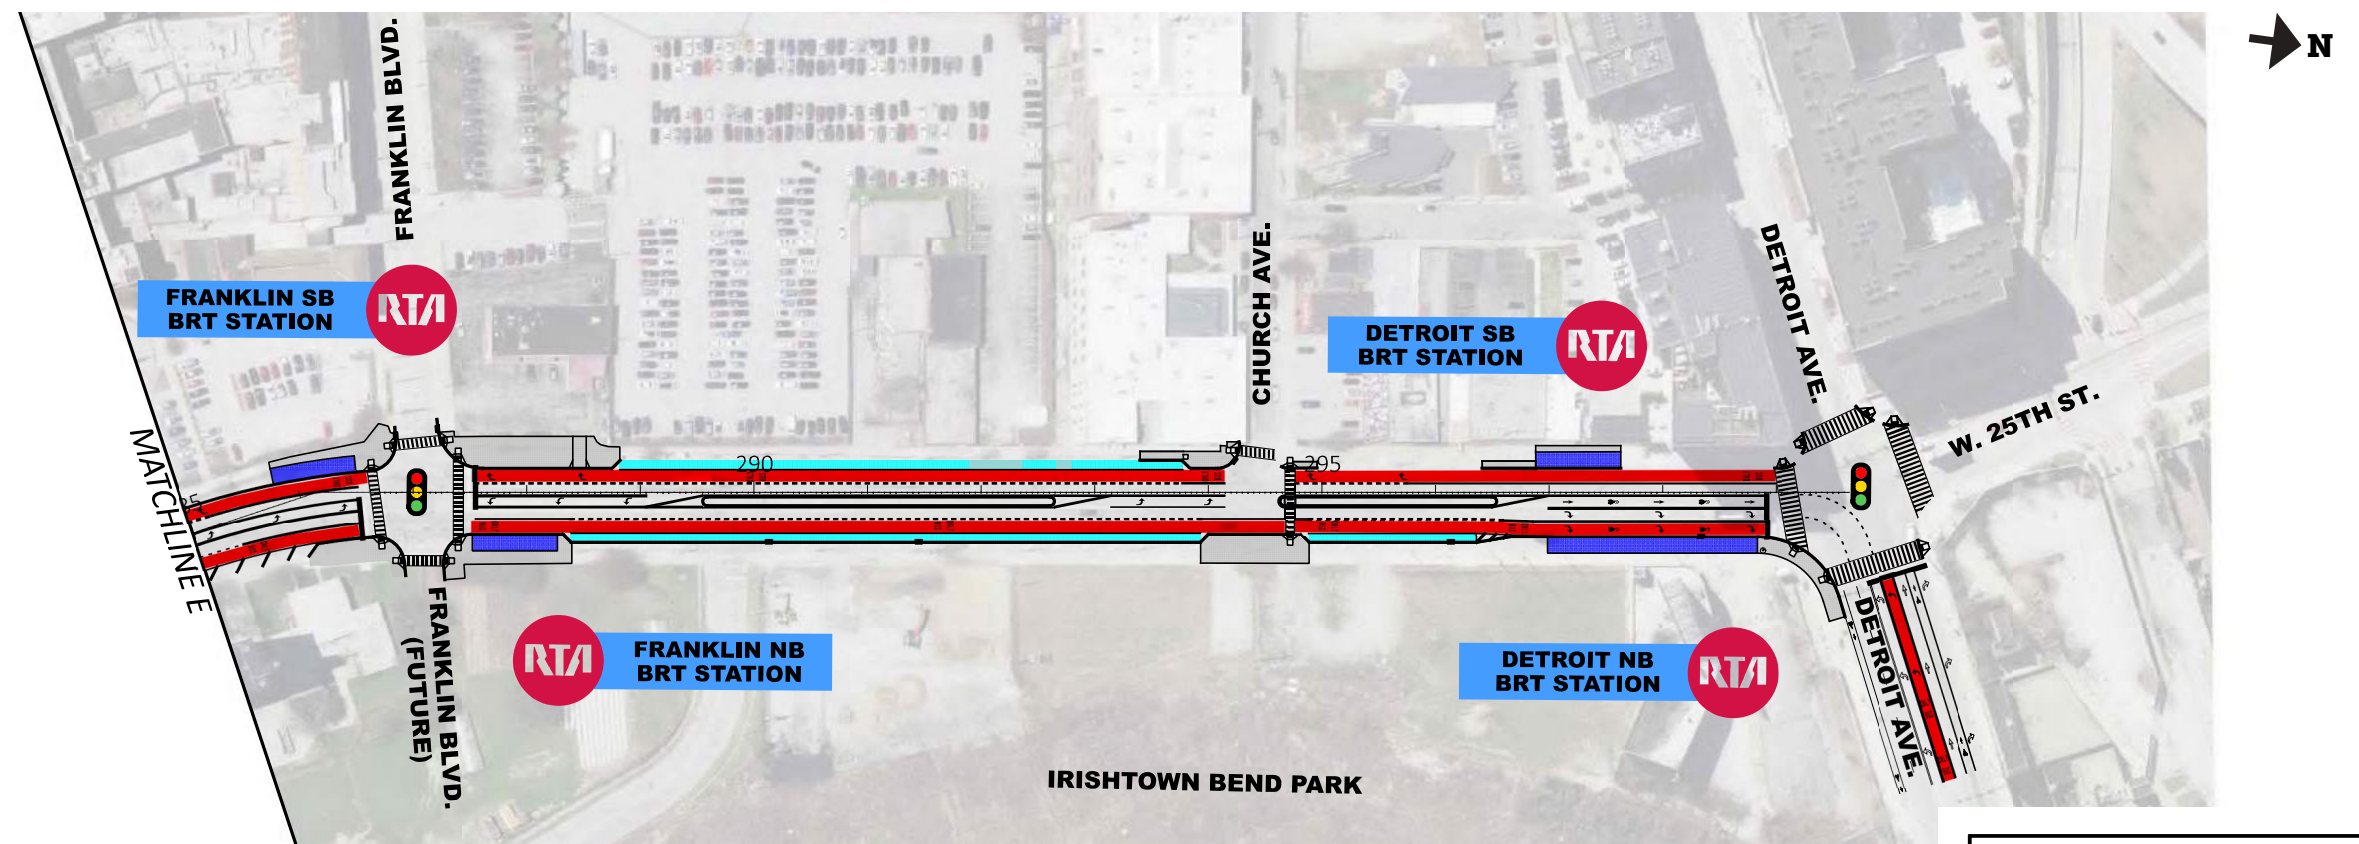 N
FRANKLIN BLVD.
FRANKLIN SB
BRT STATION
RTA
CHURCH AVE.
DETROIT SB
BRT STATION
RTA
DETROIT AVE.
W. 25TH ST.
MATCHLINE E
290
295
FRANKLIN BLVD.
(FUTURE)
RTA
FRANKLIN NB
BRT STATION
DETROIT NB
BRT STATION
RTA
DETROIT AVE.
IRISHTOWN BEND PARK